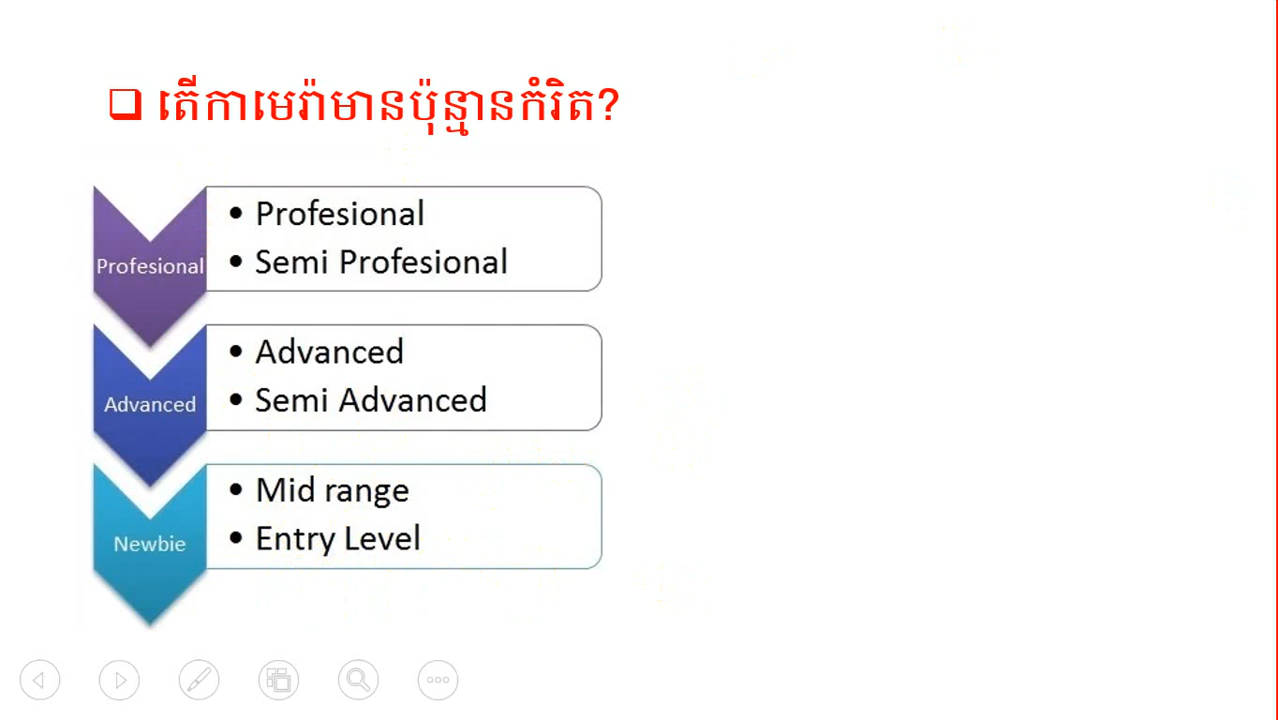 ❑ តើកាមេរ៉ាមានប៉ុន្មានកំរិត?
Profesional
• Profesional
• Semi Profesional
Advanced
• Advanced
• Semi Advanced
Newbie
• Mid range
• Entry Level